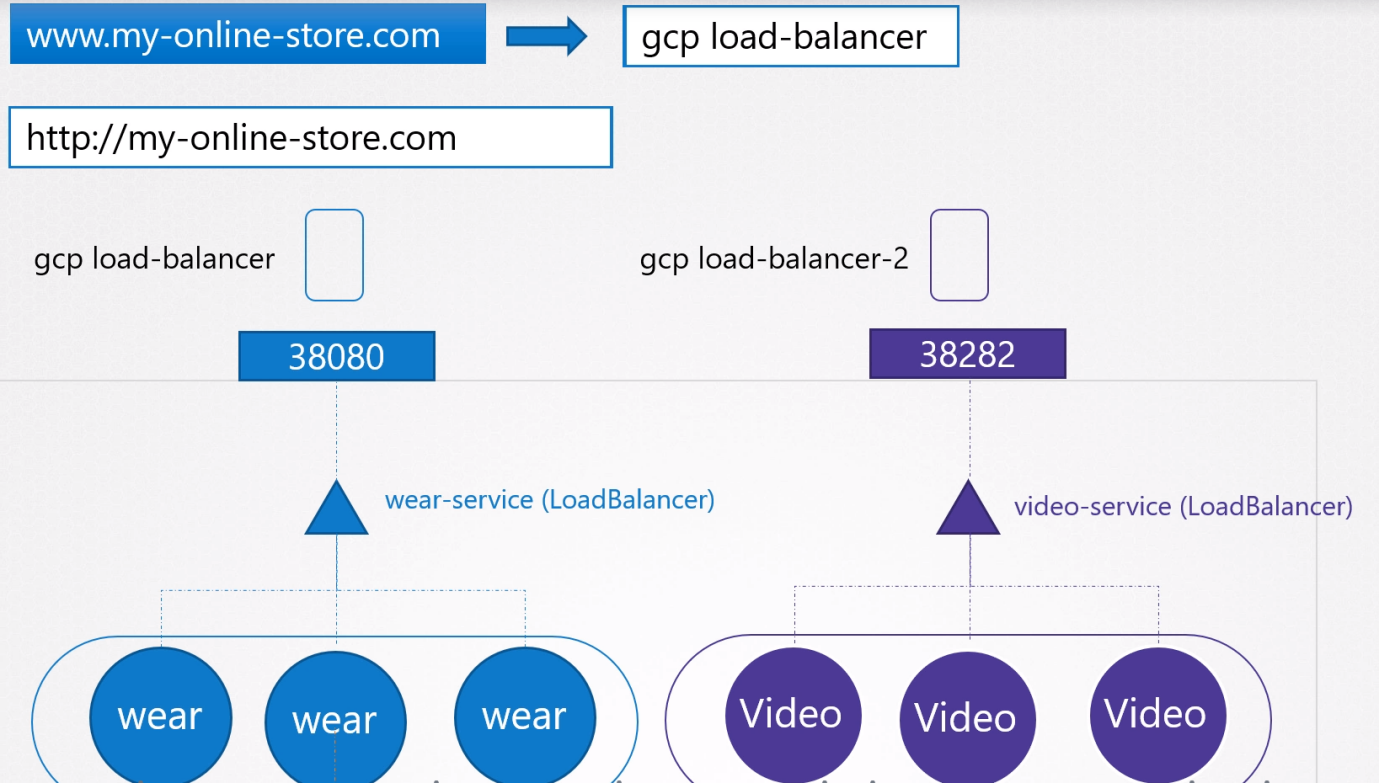 www.my-online-store.com
gcp load-balancer
http://my-online-store.com
gcp load-balancer
gcp load-balancer-2
38080
38282
wear-service (LoadBalancer)
video-service (LoadBalancer)
wear
wear
wear
Video
Video
Video